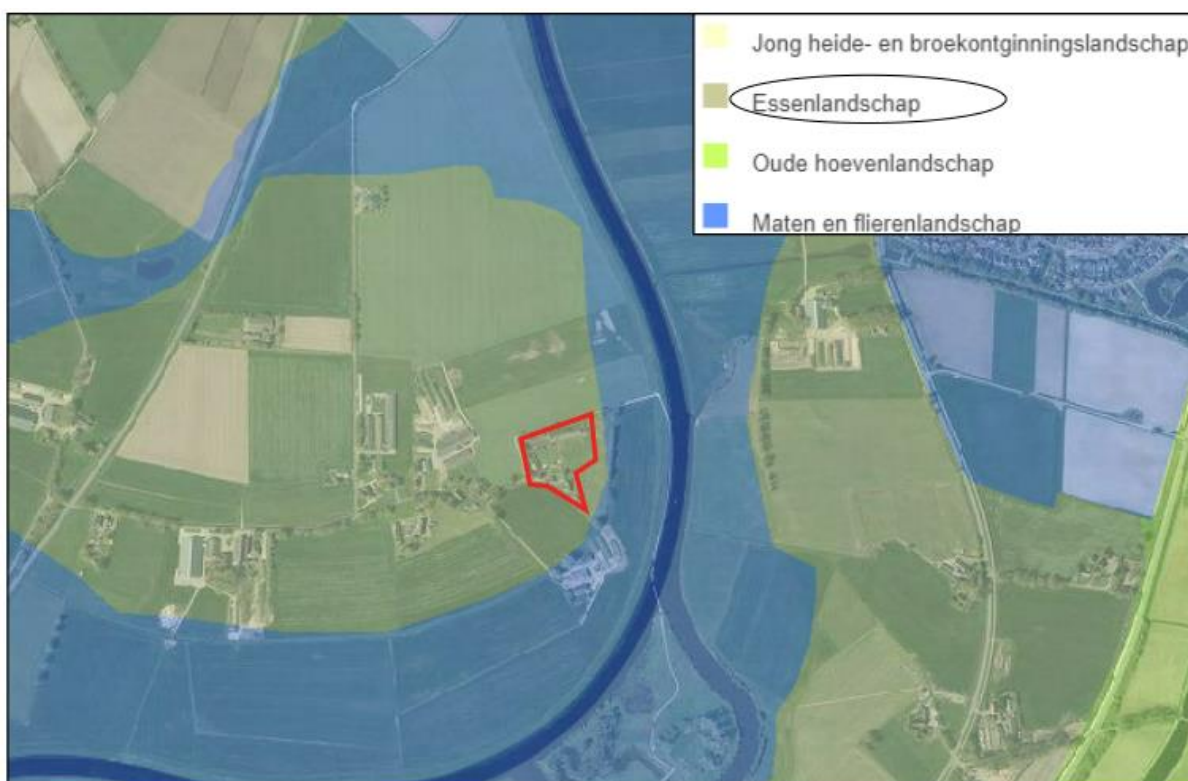 Jong heide- en broekontginningslandschap
Essenlandschap
Oude hoevenlandschap
Maten en flierenlandschap